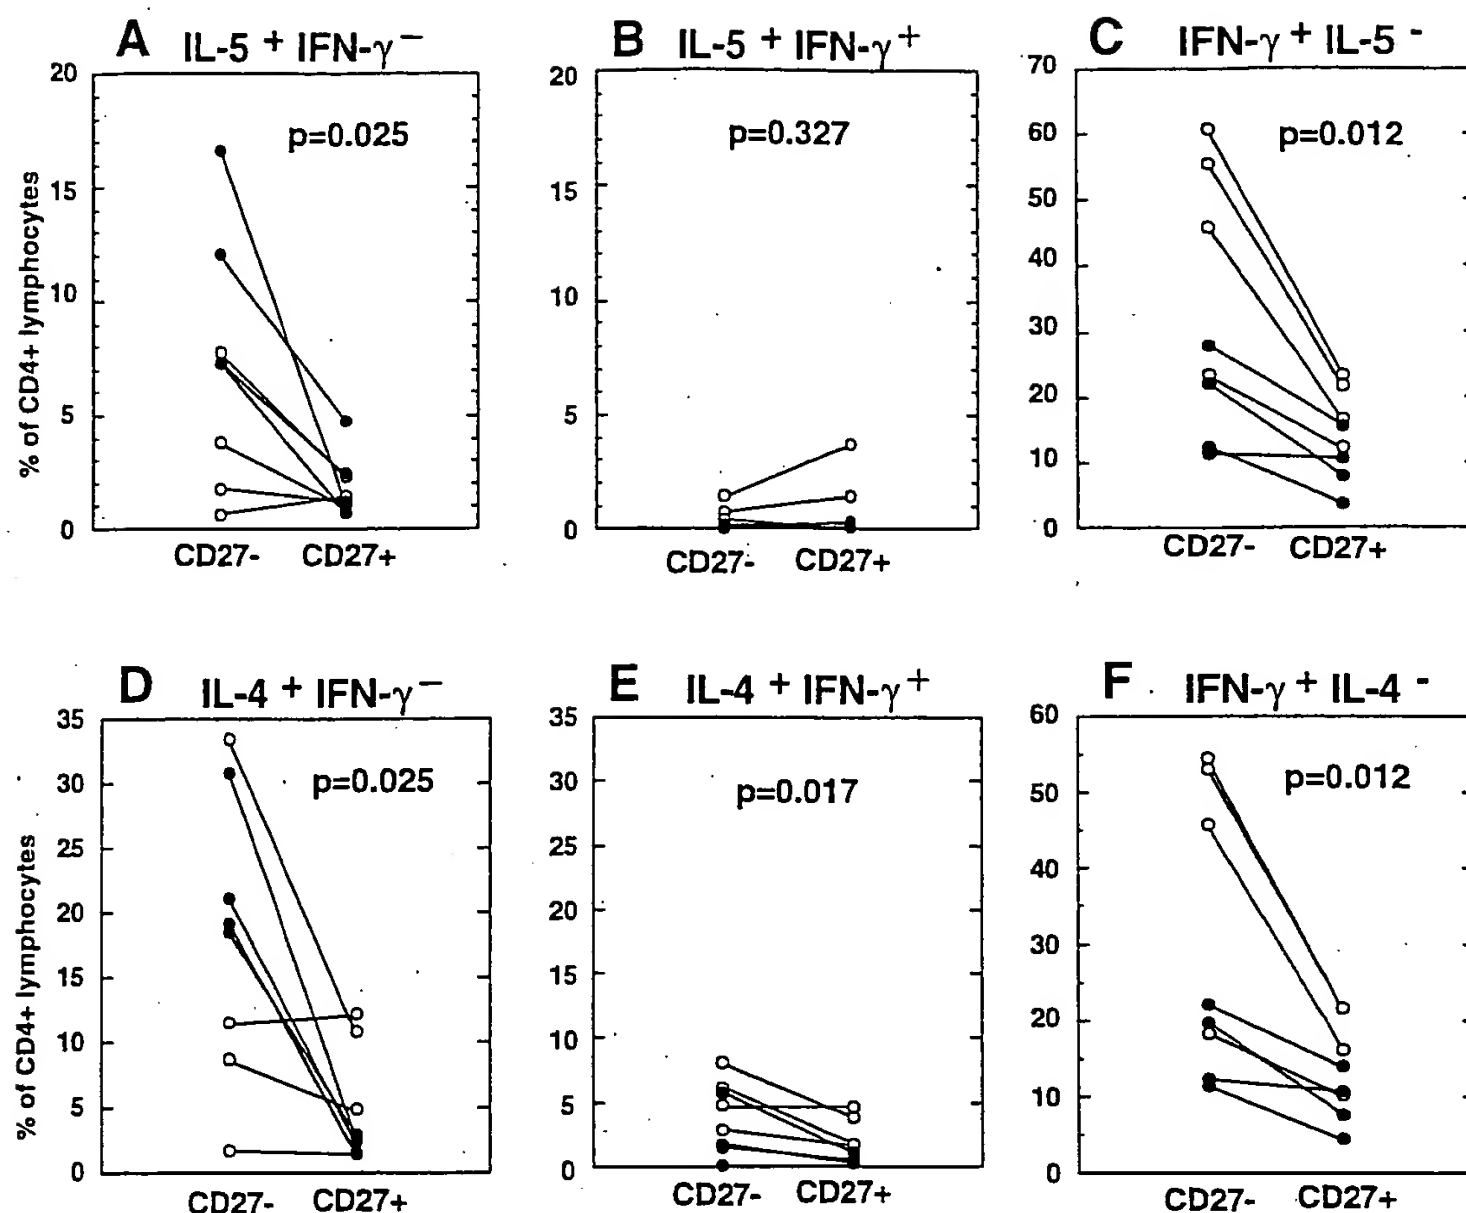 A IL-5 + IFN-γ −
20
15
10
5
0
% of CD4+ lymphocytes
p=0.025
CD27- CD27+
B IL-5 + IFN-γ +
20
15
10
5
0
p=0.327
CD27- CD27+
C IFN-γ + IL-5 -
70
60
50
40
30
20
10
0
p=0.012
CD27- CD27+
D IL-4 + IFN-γ −
35
30
25
20
15
10
5
0
% of CD4+ lymphocytes
p=0.025
CD27- CD27+
E IL-4 + IFN-γ +
35
30
25
20
15
10
5
0
p=0.017
CD27- CD27+
F IFN-γ + IL-4 -
60
50
40
30
20
10
0
p=0.012
CD27- CD27+